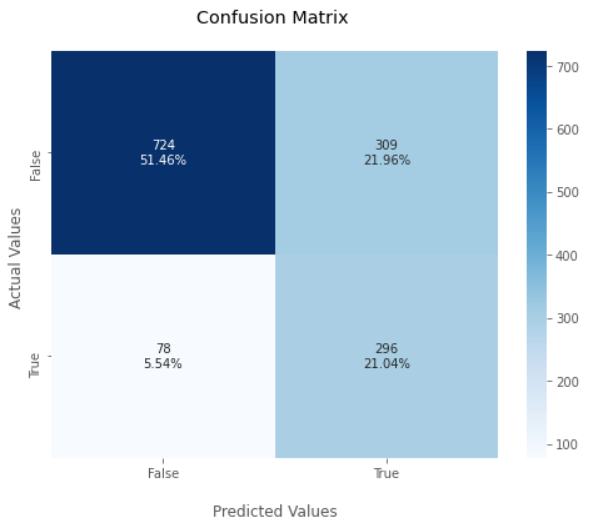 Confusion Matrix
Actual Values
False
True
724
51.46%
309
21.96%
78
5.54%
296
21.04%
False
True
Predicted Values
700
600
500
400
300
200
100